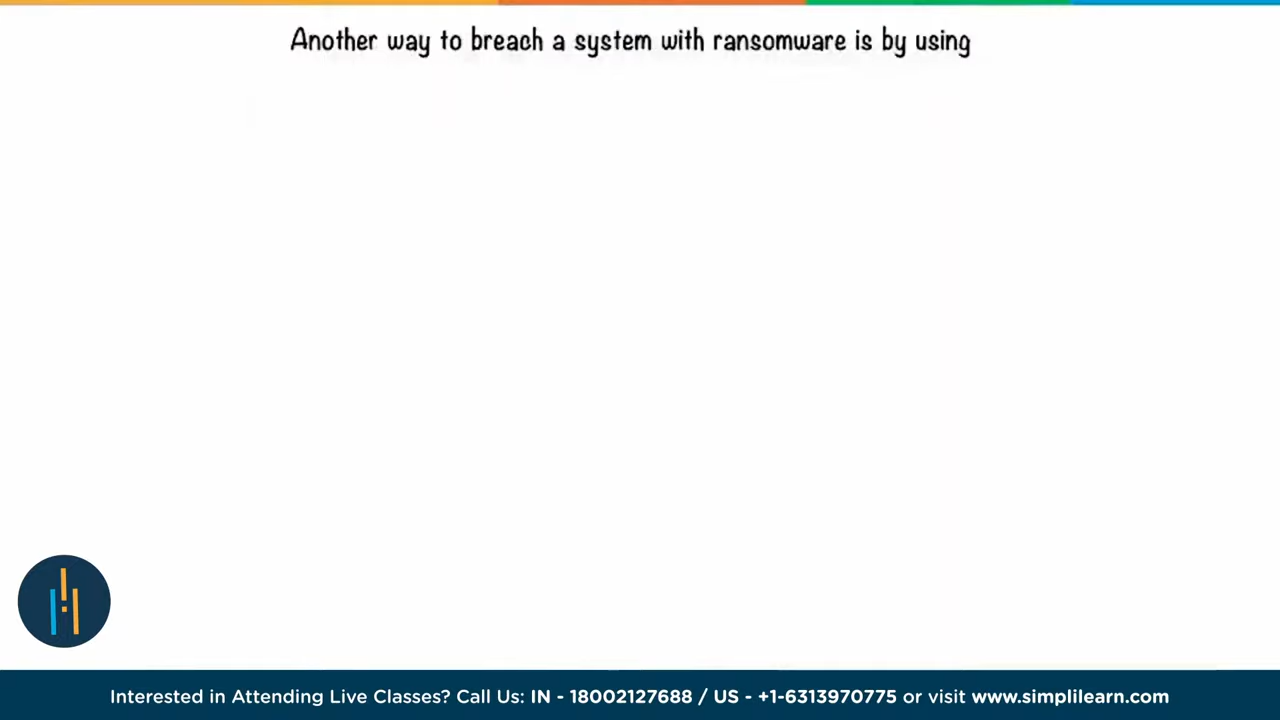 Another way to breach a system with ransomware is by using
Interested in Attending Live Classes? Call Us: IN - 18002127688 / US - +1-6313970775 or visit www.simplilearn.com